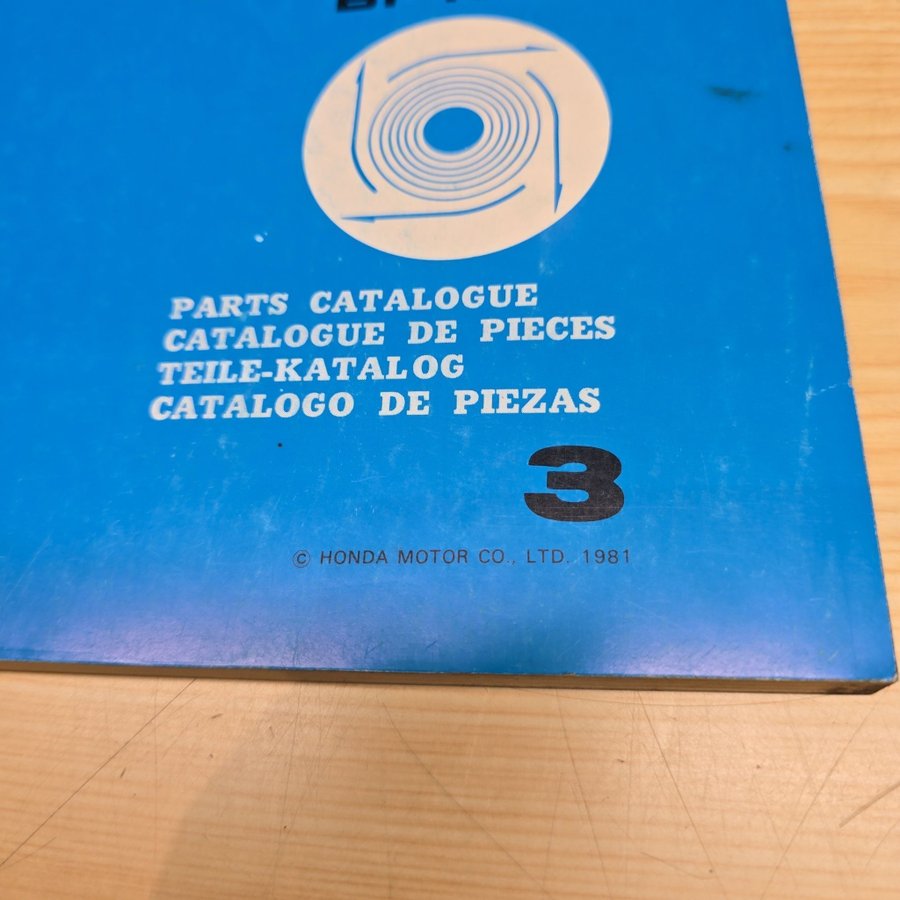 PARTS CATALOGUE
CATALOGUE DE PIECES
TEILE-KATALOG
CATALOGO DE PIEZAS
3
© HONDA MOTOR CO., LTD. 1981